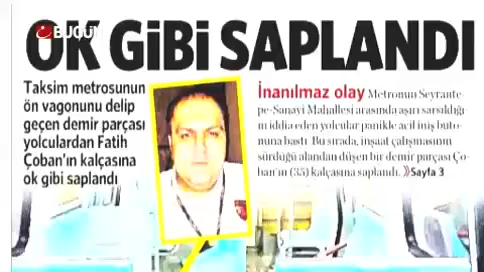 BUGÜN
OK GiBi SAPLANDI
Taksim metrosunun
ön vagonunu delip
geçen demir parçası
yolculardan Fatih
Çoban'ın kalçasına
ok gibi saplandı
İnanılmaz olay Metronun Seyrante-
pe-Sanayi Mahallesi arasında aşırı sarsıldığı-
nı iddia eden yolcular panikle acil iniş buto-
nuna bastı. Bu sırada, inşaat çalışmasının
sürdüğü alandan düşen bir demir parçası Ço-
ban'ın (35) kalçasına saplandı. »Sayfa 3